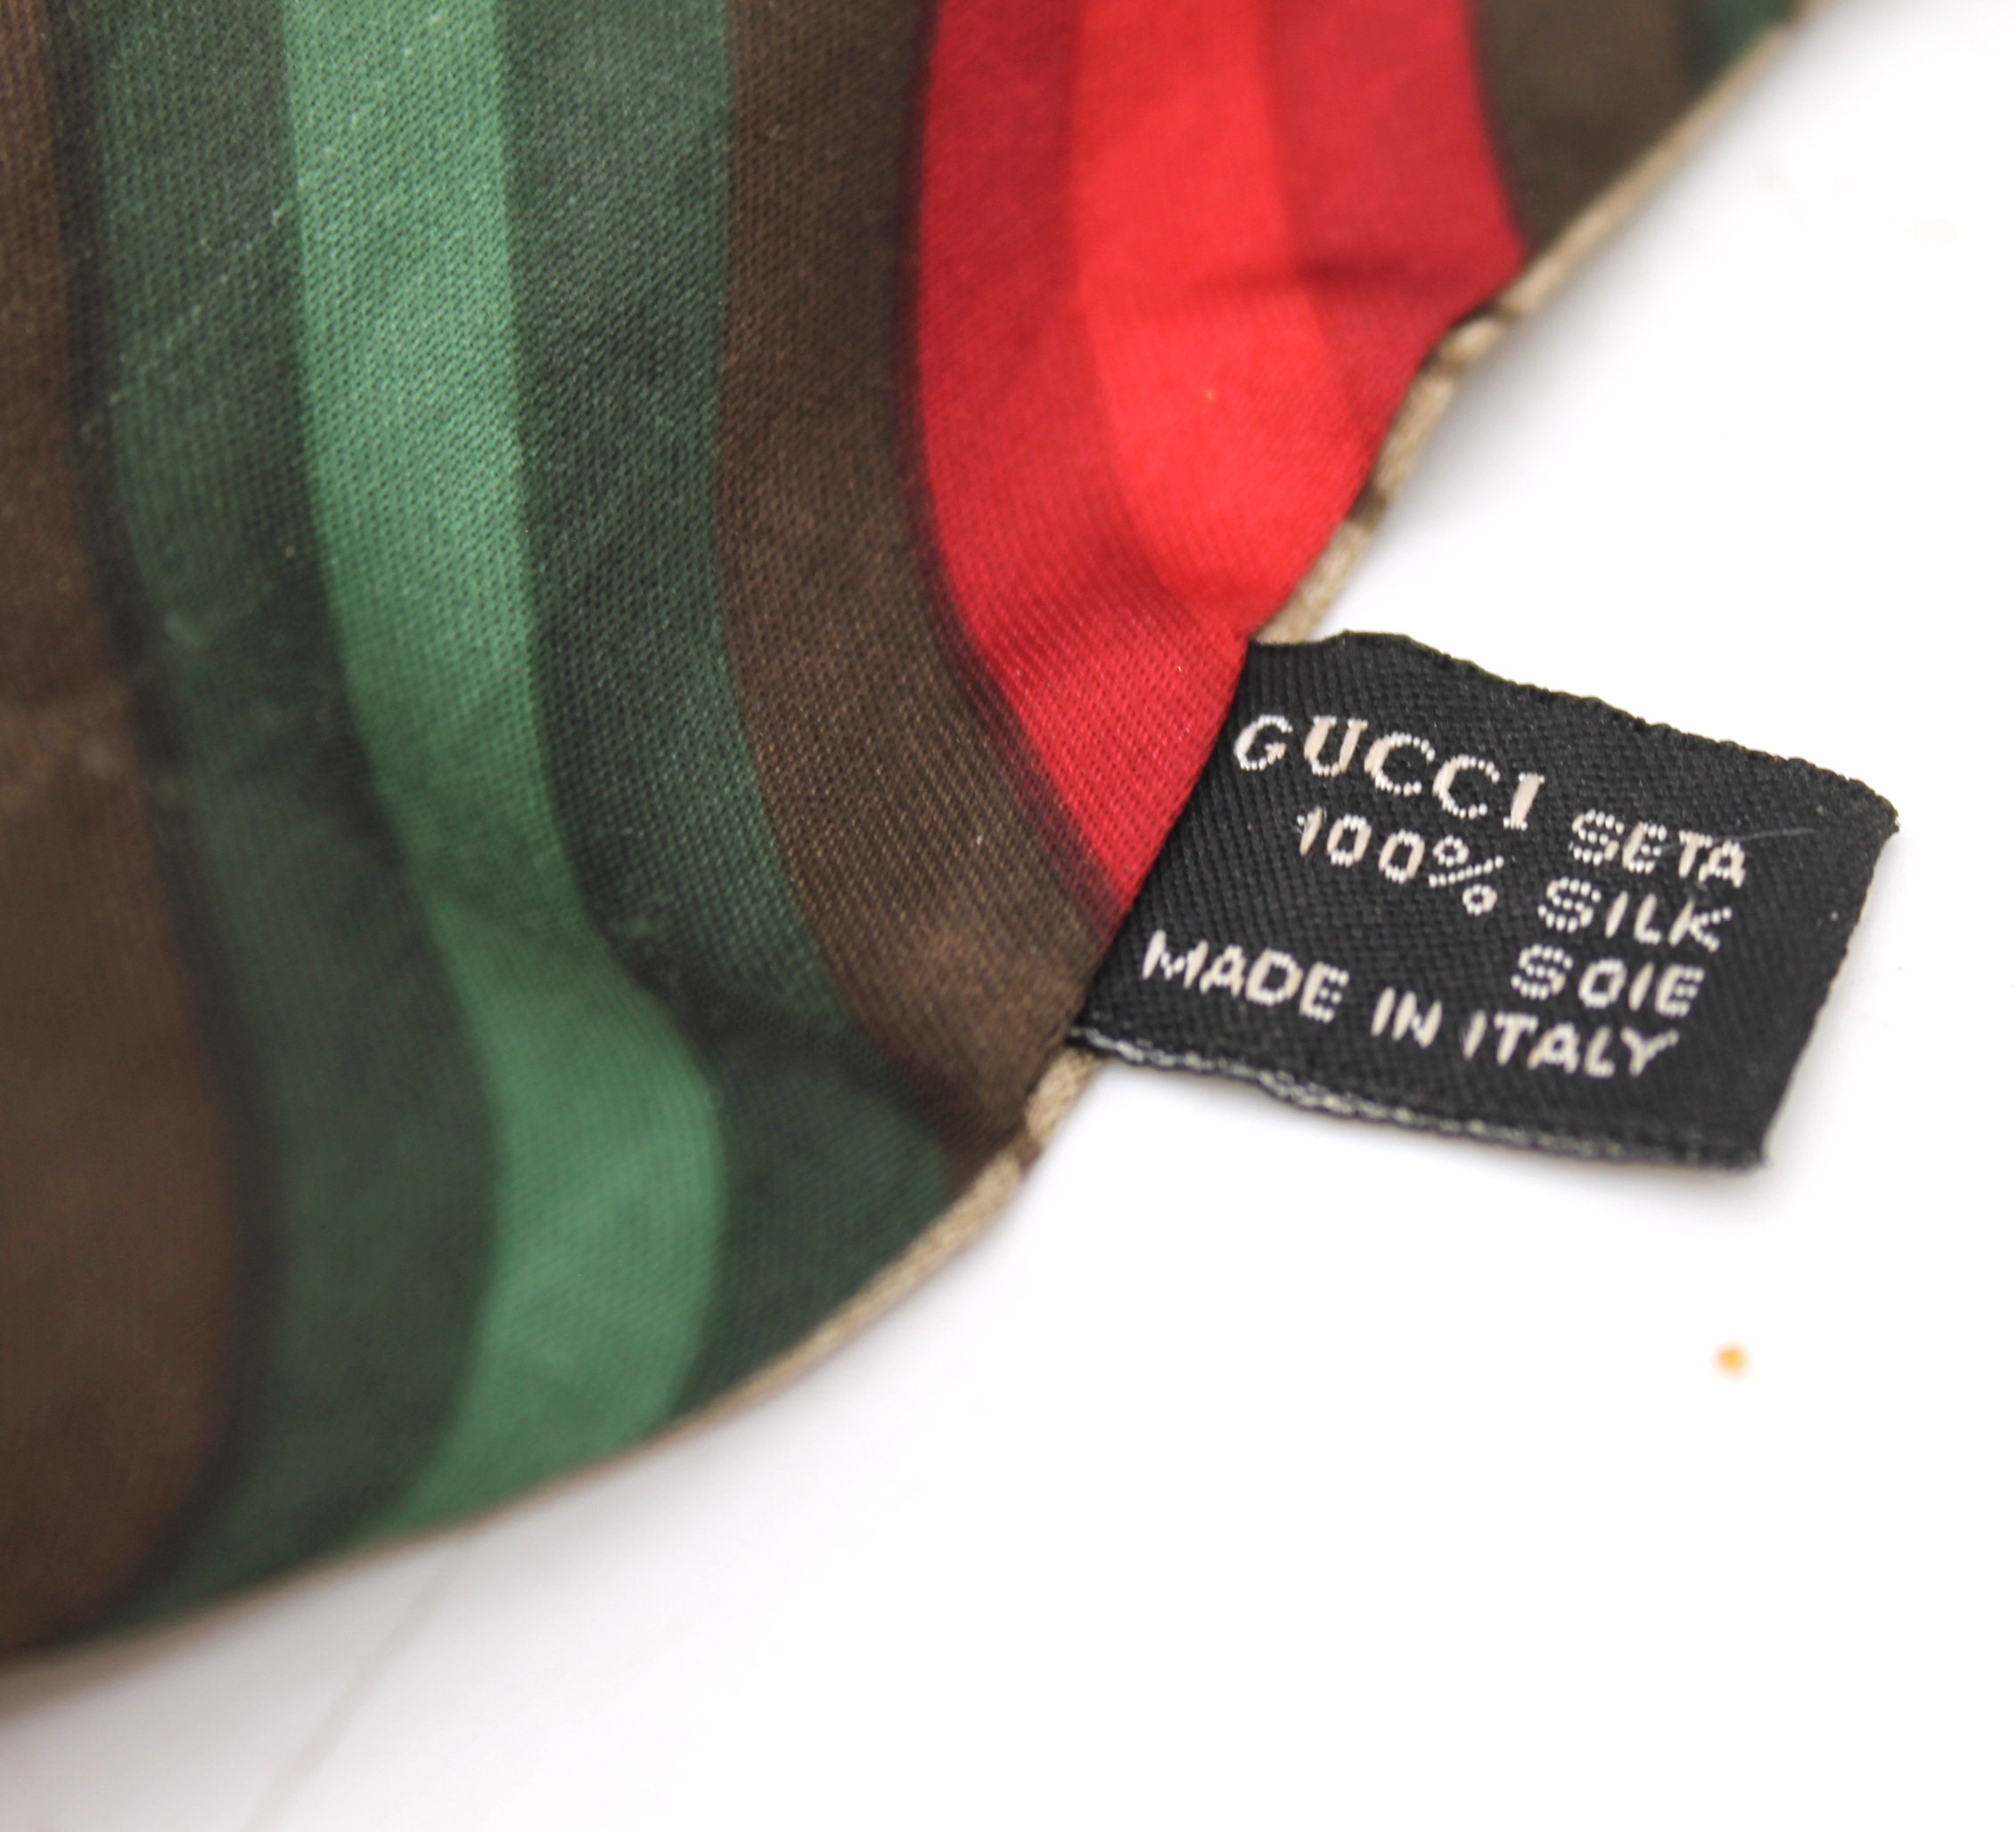 GUCCI SETA
100% SILK
SOIE
MADE IN ITALY